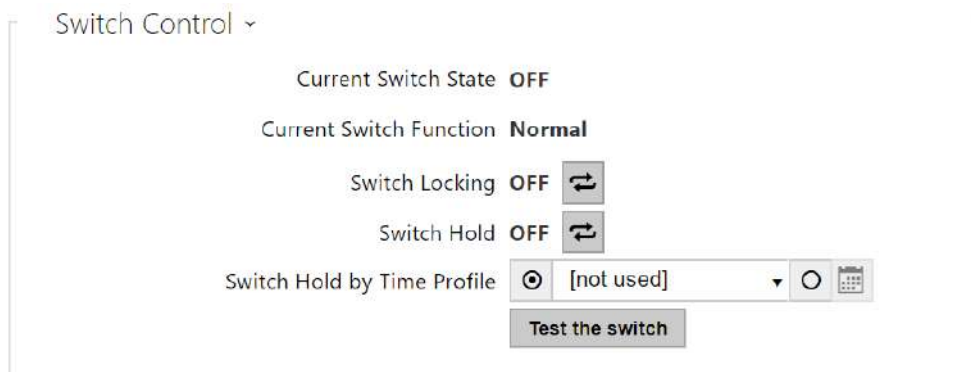 Switch Control
Current Switch State OFF
Current Switch Function Normal
Switch Locking OFF
Switch Hold OFF
Switch Hold by Time Profile [not used]
Test the switch